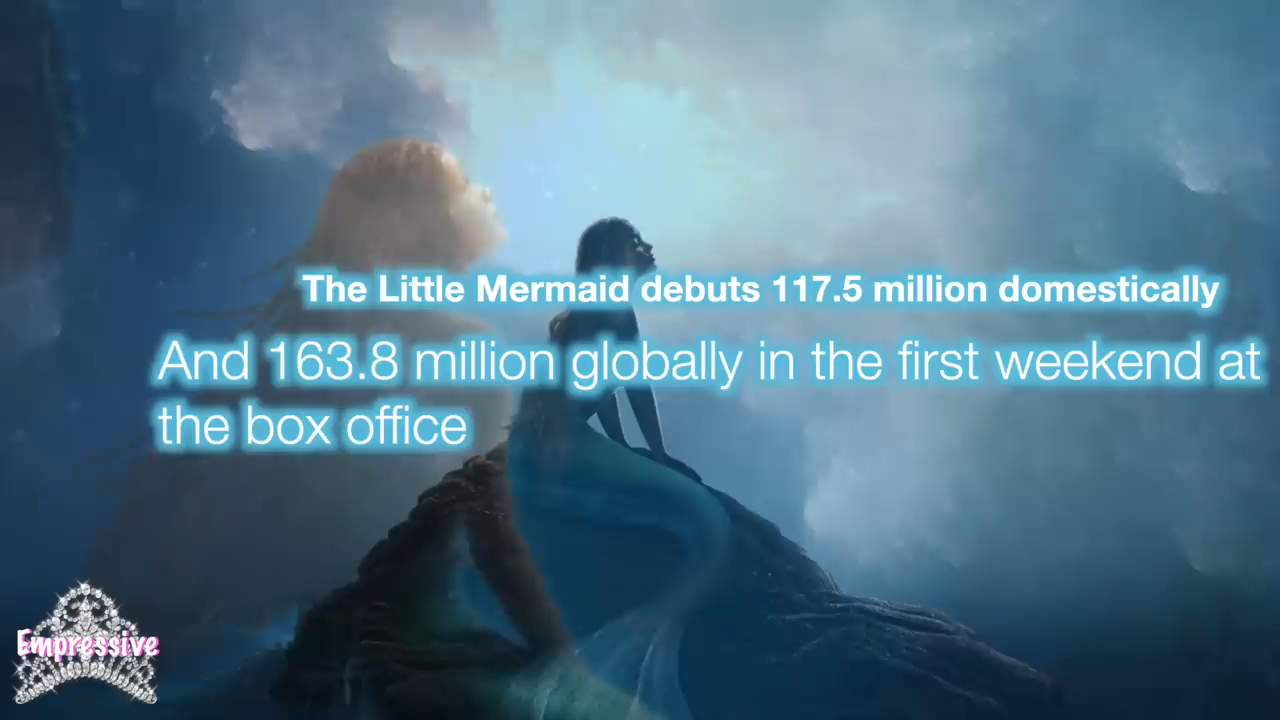 The Little Mermaid debuts 117.5 million domestically
And 163.8 million globally in the first weekend at
the box office
Empressive